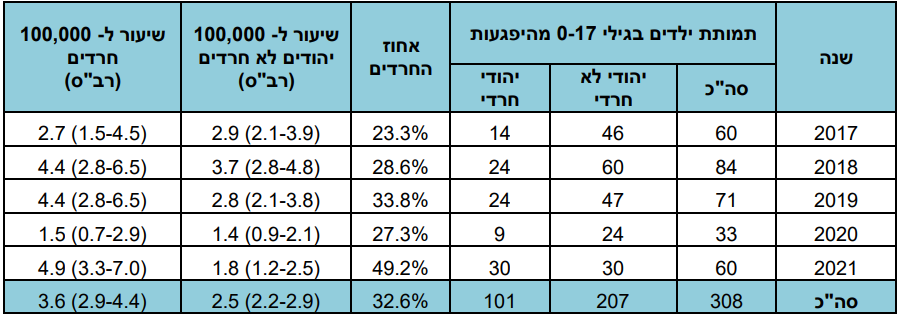 שנה תמותת ילדים בגילי 0-17 מהיפגעות אחוז החרדים שיעור ל- 100,000 יהודים לא חרדים (רב"ס) שיעור ל- 100,000 חרדים (רב"ס)
סה"כ יהודי לא חרדי יהודי חרדי
2017 60 46 14 23.3% 2.9 (2.1-3.9) 2.7 (1.5-4.5)
2018 84 60 24 28.6% 3.7 (2.8-4.8) 4.4 (2.8-6.5)
2019 71 47 24 33.8% 2.8 (2.1-3.8) 4.4 (2.8-6.5)
2020 33 24 9 27.3% 1.4 (0.9-2.1) 1.5 (0.7-2.9)
2021 60 30 30 49.2% 1.8 (1.2-2.5) 4.9 (3.3-7.0)
סה"כ 308 207 101 32.6% 2.5 (2.2-2.9) 3.6 (2.9-4.4)